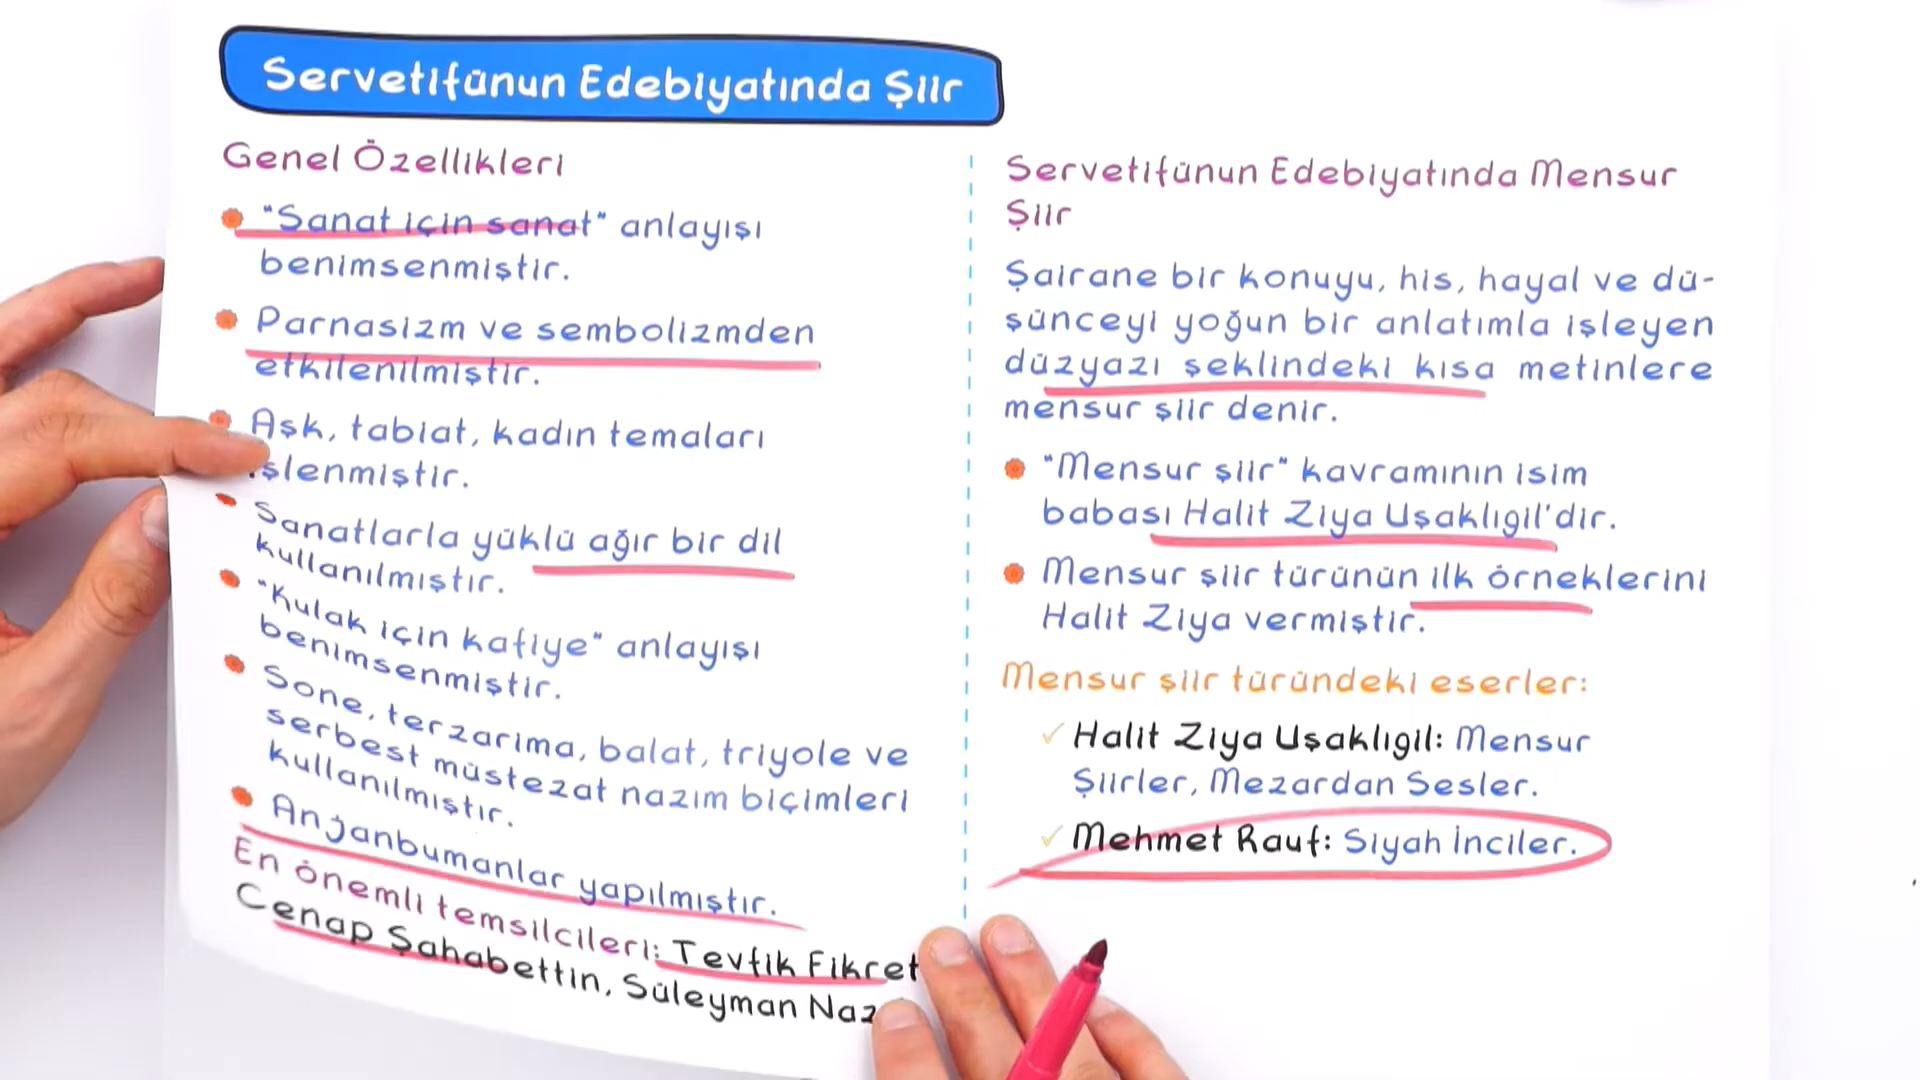 Servetifünun Edebiyatında Şiir
Genel Özellikleri
"Sanat için sanat" anlayışı
benimsenmiştir.
Parnasizm ve sembolizmden
etkilenilmiştir.
Aşk, tabiat, kadın temaları
işlenmiştir.
Sanatlarla yüklü ağır bir dil
kullanılmıştır.
"Kulak için kafiye" anlayışı
benimsenmiştir.
Sone, terzarima, balat, triyole ve
serbest müstezat nazım biçimleri
kullanılmıştır.
Anjanbumanlar yapılmıştır.
En önemli temsilcileri: Tevfik Fikret
Cenap Şahabettin, Süleyman
Servetifünun Edebiyatında Mensur
Şiir
Şairane bir konuyu, his, hayal ve dü-
şünceyi yoğun bir anlatımla işleyen
düzyazı şeklindeki kısa metinlere
mensur şiir denir.
"Mensur şiir" kavramının isim
babası Halit Ziya Uşaklıgil'dir.
Mensur şiir türünün ilk örneklerini
Halit Ziya vermiştir.
Mensur şiir türündeki eserler:
Halit Ziya Uşaklıgil: Mensur
Şiirler, Mezardan Sesler.
Mehmet Rauf: Siyah İnciler.